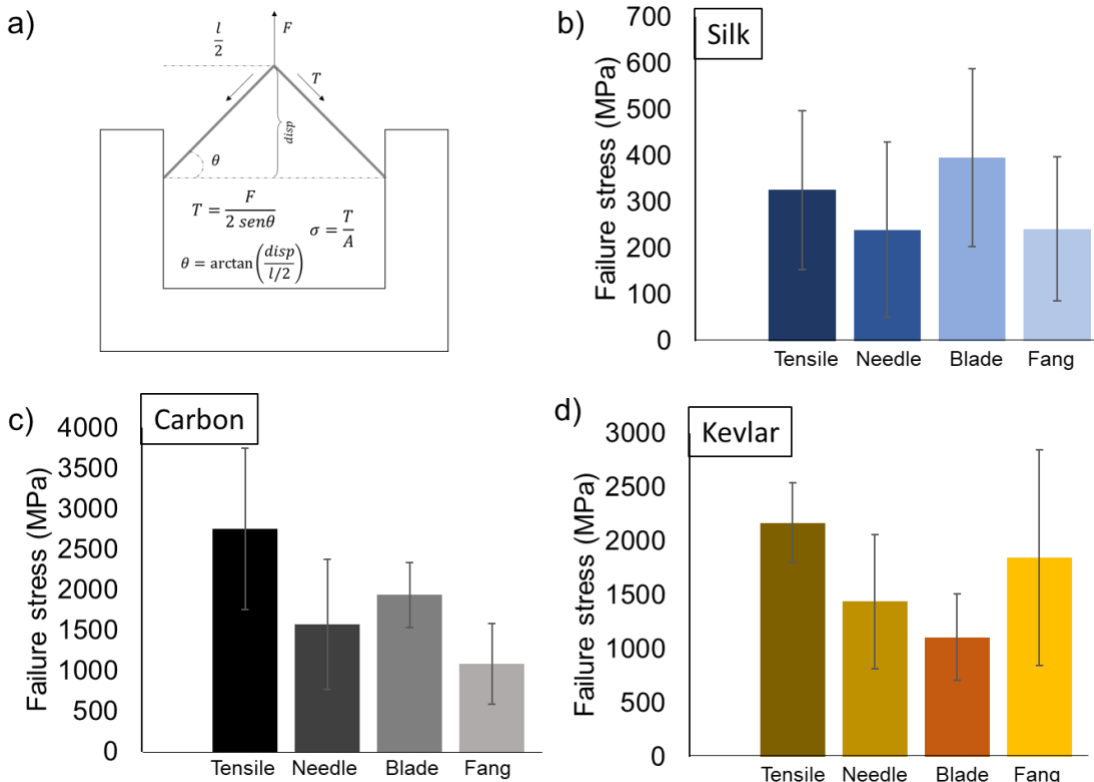 a)
l/2
F
T
disp
θ
T = F / 2 senθ
σ = T / A
θ = arctan(disp / l/2)
b)
Silk
Failure stress (MPa)
700
600
500
400
300
200
100
0
Tensile Needle Blade Fang
c)
Carbon
Failure stress (MPa)
4000
3500
3000
2500
2000
1500
1000
500
0
Tensile Needle Blade Fang
d)
Kevlar
Failure stress (MPa)
3000
2500
2000
1500
1000
500
0
Tensile Needle Blade Fang